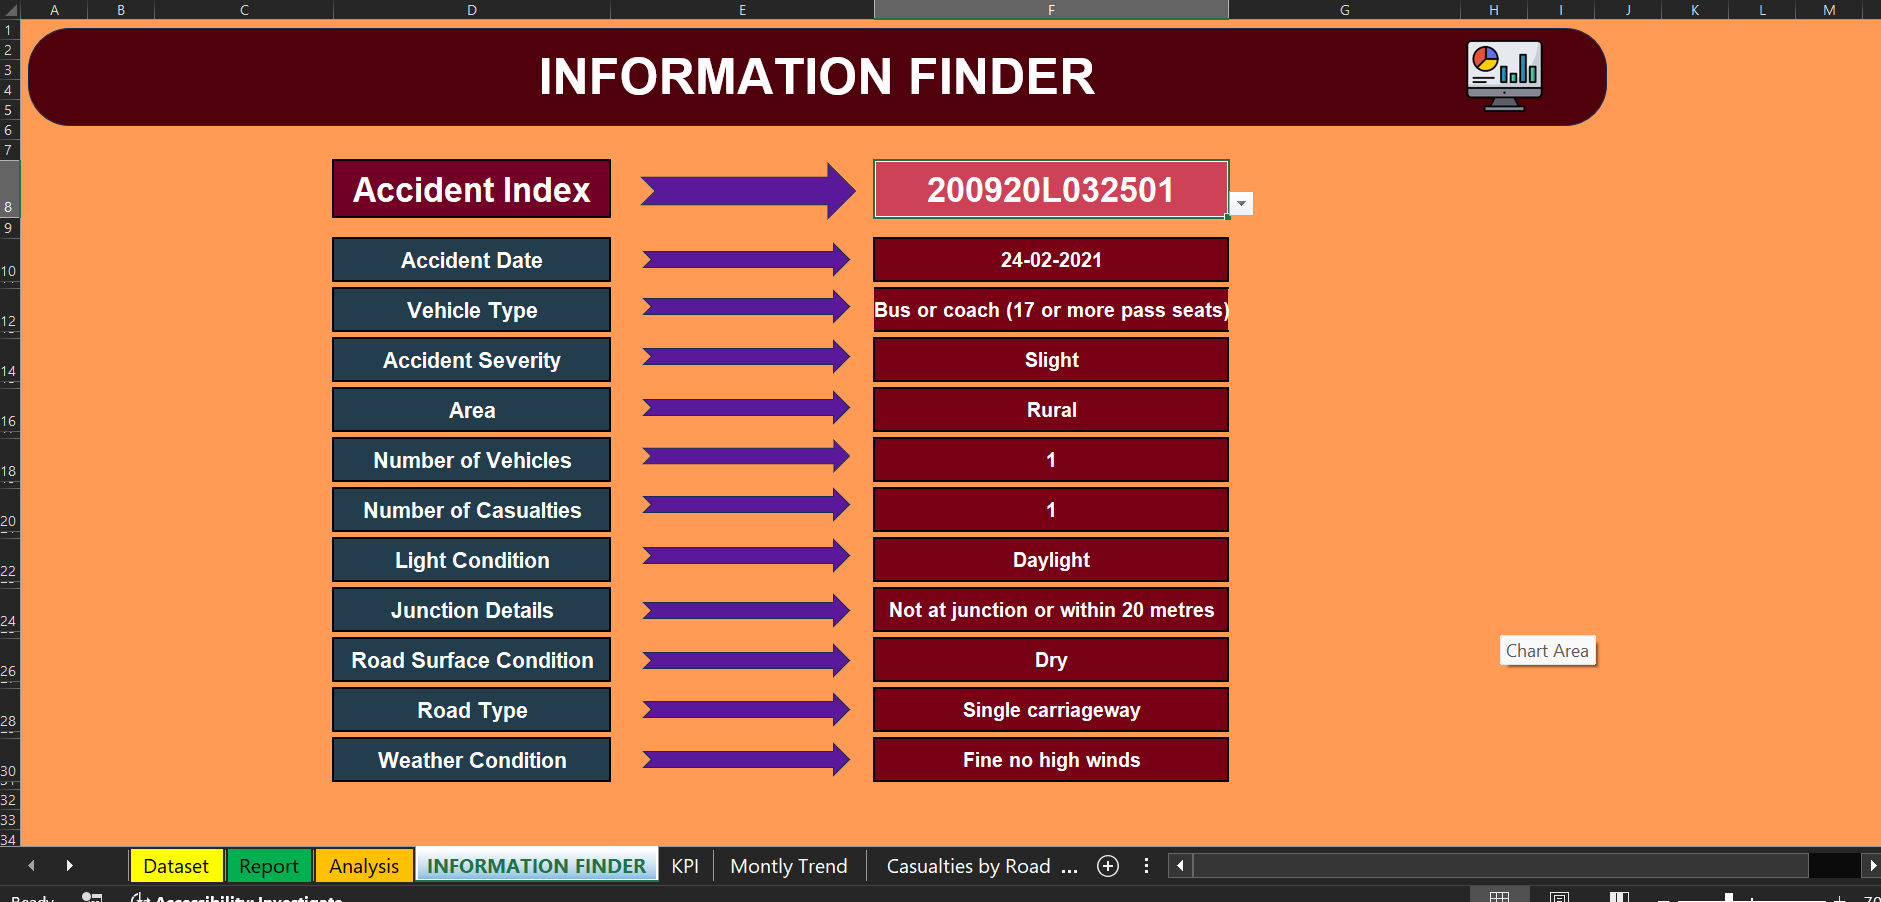 A B C D E F G H I J K L M
1
2
3
4
5
6
7
8
9
10
12
14
16
18
20
22
24
26
28
30
32
33
34
INFORMATION FINDER
Accident Index 200920L032501
Accident Date 24-02-2021
Vehicle Type Bus or coach (17 or more pass seats)
Accident Severity Slight
Area Rural
Number of Vehicles 1
Number of Casualties 1
Light Condition Daylight
Junction Details Not at junction or within 20 metres
Road Surface Condition Dry
Road Type Single carriageway
Weather Condition Fine no high winds
Chart Area
Dataset Report Analysis INFORMATION FINDER KPI Montly Trend Casualties by Road ...
Ready Accessibility: Investigate